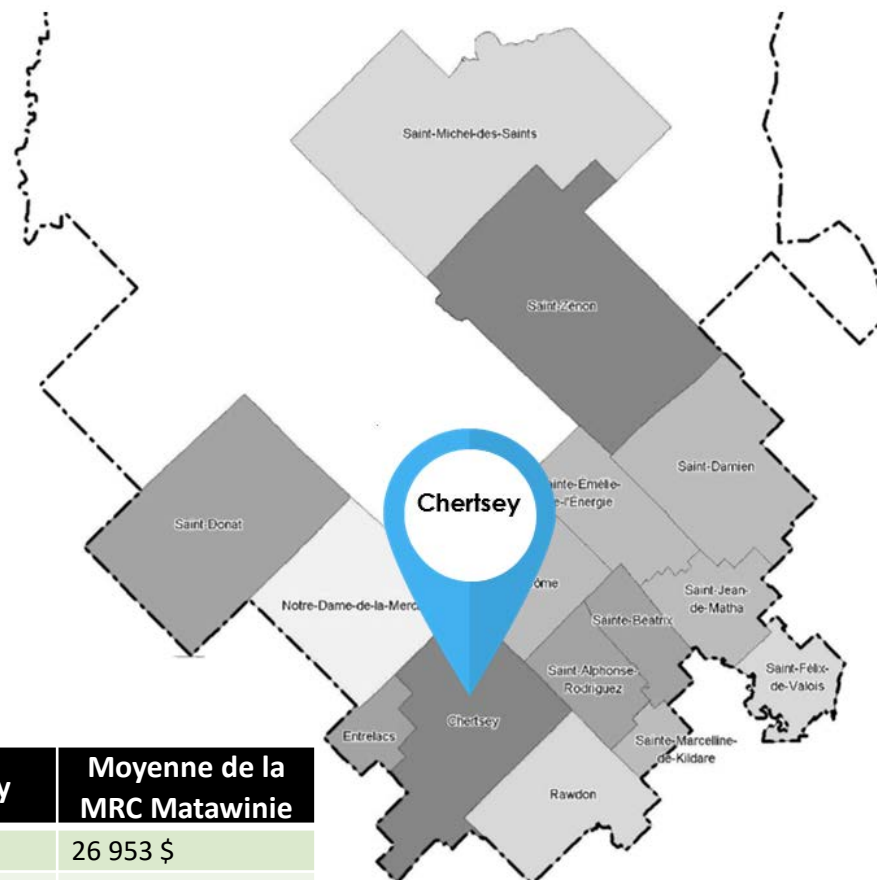 Saint-Michel-des-Saints
Saint-Zénon
Saint-Damien
Chertsey
Saint-Donat
Notre-Dame-de-la-Merc
Saint-Jean-
de-Matha
Sainte-Béatrix
Saint-Alphonse-
Rodriguez
Saint-Félix-
de-Valois
Chertsey
Entrelacs
Sainte-Marcelline-
de-Kildare
Rawdon
Moyenne de la
MRC Matawinie
26 953 $